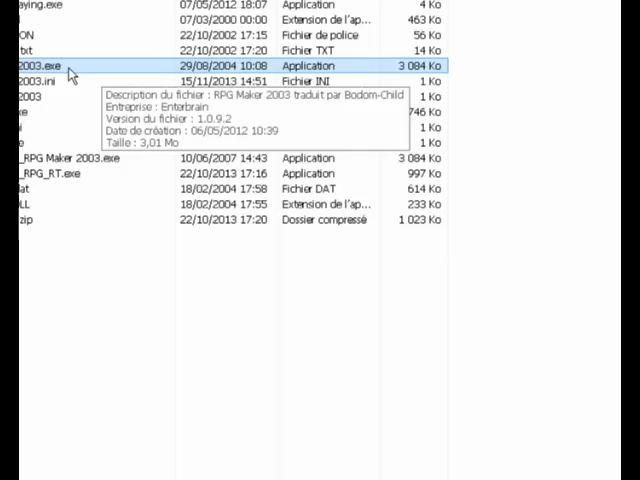 aying.exe 07/05/2012 18:07 Application 4 Ko
07/03/2000 00:00 Extension de l'ap... 463 Ko
ON 22/10/2002 17:15 Fichier de police 56 Ko
txt 22/10/2002 17:20 Fichier TXT 14 Ko
2003.exe 29/08/2004 10:08 Application 3 084 Ko
2003.ini 15/11/2013 14:51 Fichier INI 1 Ko
2003 1 Ko
Description du fichier : RPG Maker 2003 traduit par Bodom-Child
Entreprise : Enterbrain
Version du fichier : 1.0.9.2
Date de création : 06/05/2012 10:39
Taille : 3,01 Mo
xe 746 Ko
1 Ko
e 1 Ko
_RPG Maker 2003.exe 10/06/2007 14:43 Application 3 084 Ko
_RPG_RT.exe 22/10/2013 17:16 Application 997 Ko
lat 18/02/2004 17:58 Fichier DAT 614 Ko
LL 18/02/2004 17:55 Extension de l'ap... 233 Ko
zip 22/10/2013 17:20 Dossier compressé 1 023 Ko